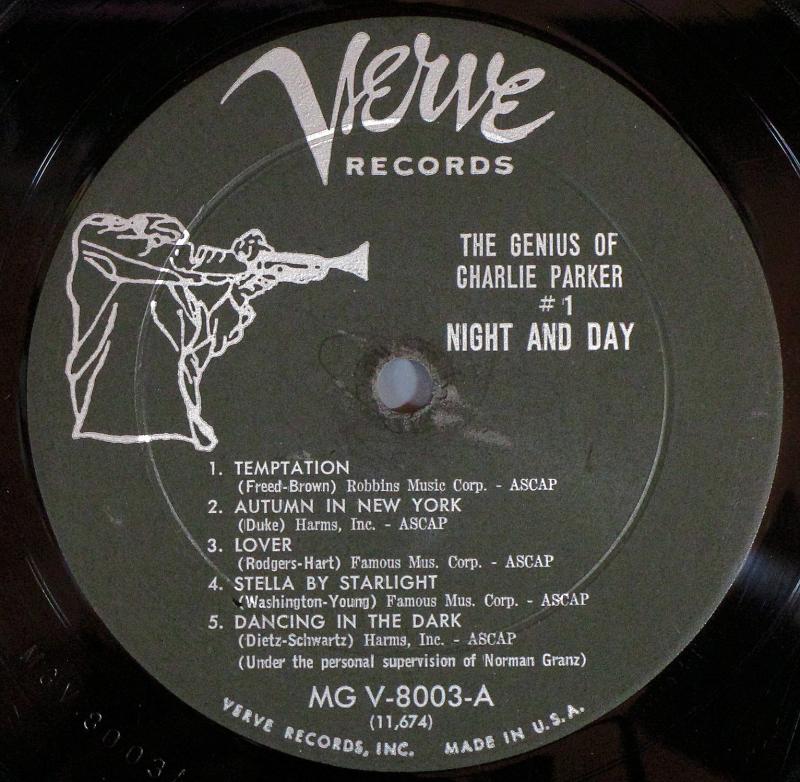 Verve
RECORDS
THE GENIUS OF
CHARLIE PARKER
# 1
NIGHT AND DAY
1. TEMPTATION
(Freed-Brown) Robbins Music Corp. - ASCAP
2. AUTUMN IN NEW YORK
(Duke) Harms, Inc. - ASCAP
3. LOVER
(Rodgers-Hart) Famous Mus. Corp. - ASCAP
4. STELLA BY STARLIGHT
(Washington-Young) Famous Mus. Corp. - ASCAP
5. DANCING IN THE DARK
(Dietz-Schwartz) Harms, Inc. - ASCAP
(Under the personal supervision of Norman Granz)
MG V-8003-A
(11,674)
VERVE RECORDS, INC. MADE IN U.S.A.
MGV 8003A